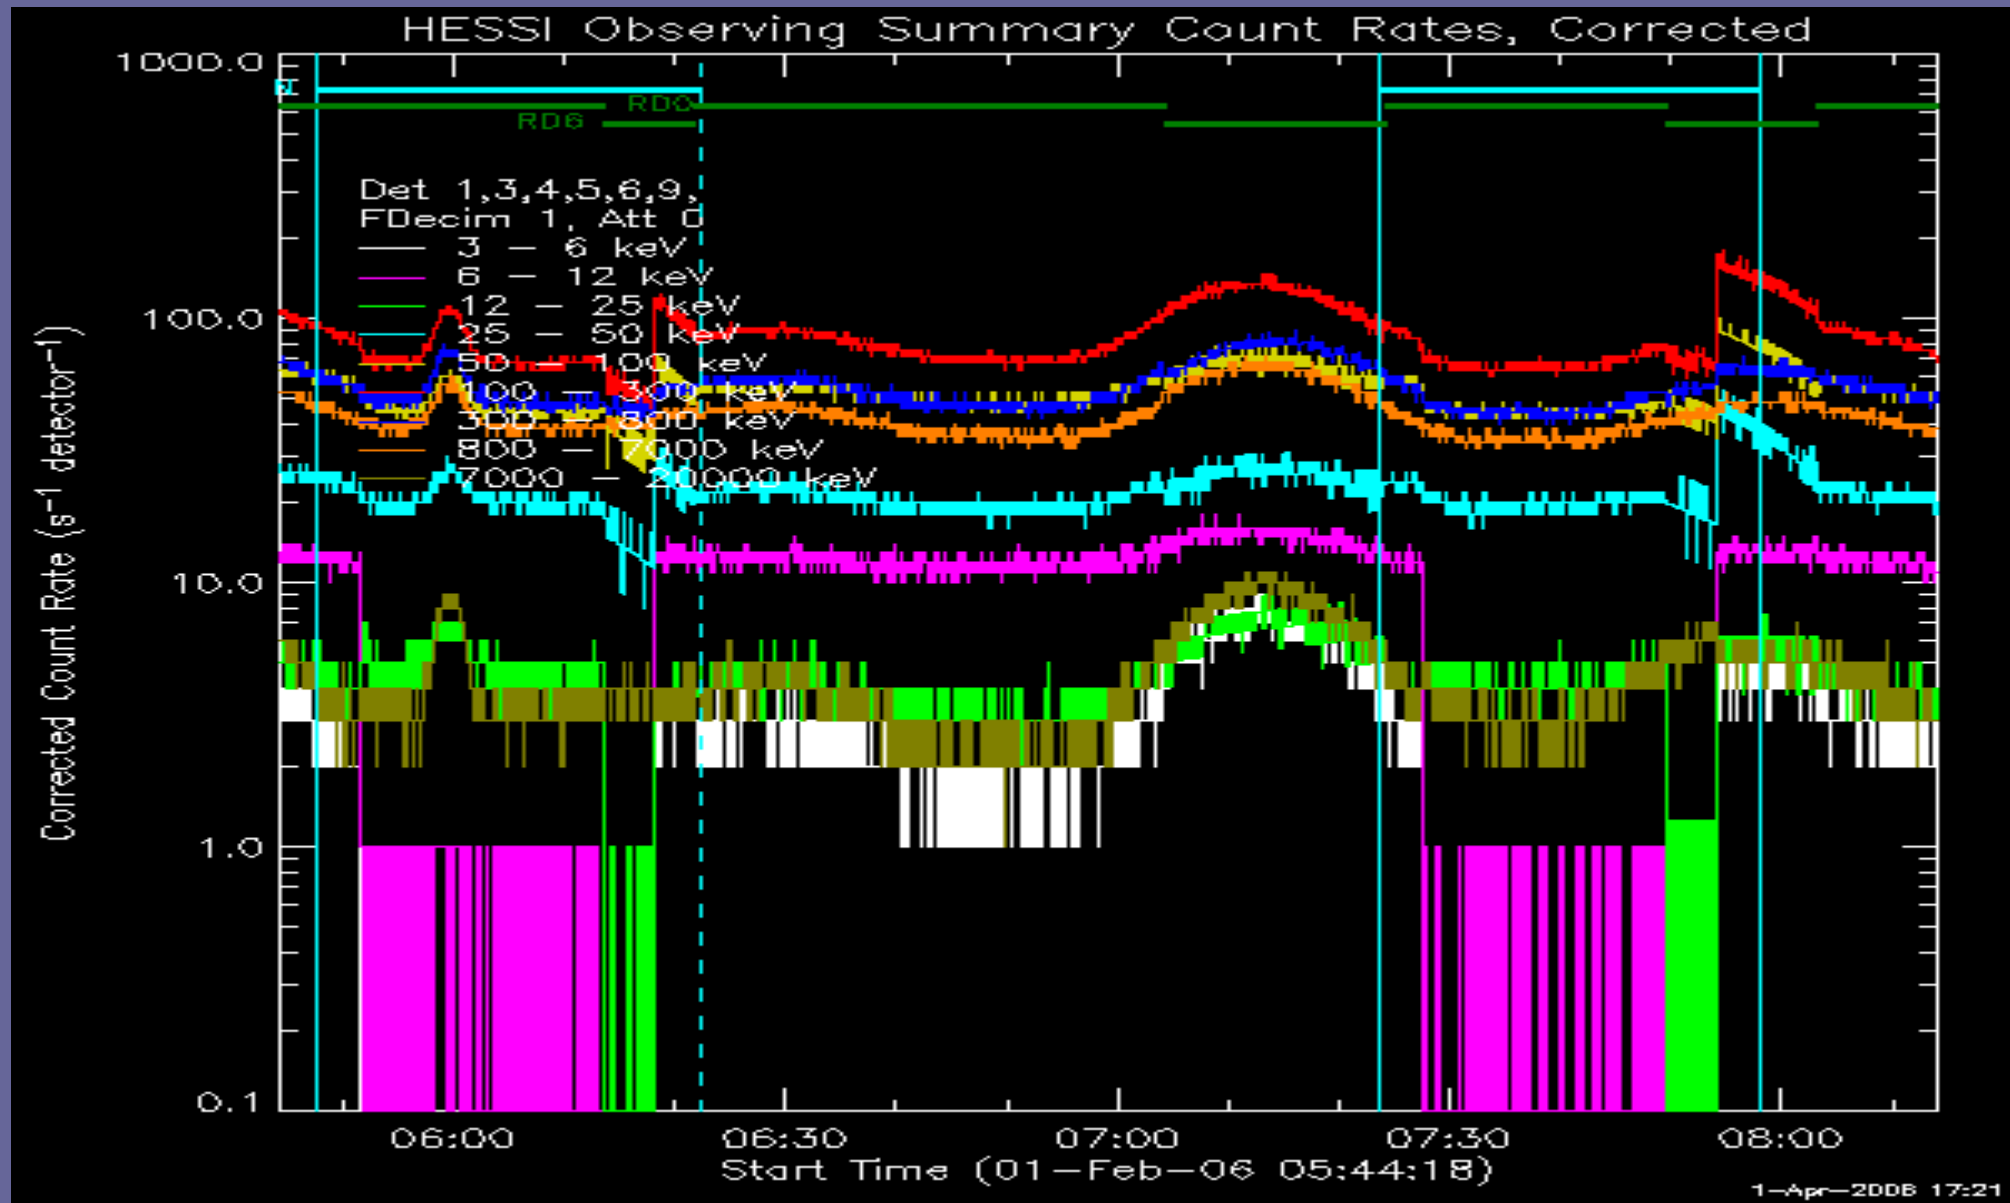 HESSI Observing Summary Count Rates, Corrected
1000.0
N
RD0
RD6
Det 1,3,4,5,6,9,
FDecim 1, Att 0
3 - 6 keV
6 - 12 keV
12 - 25 keV
25 - 50 keV
50 - 100 keV
100 - 300 keV
300 - 800 keV
800 - 7000 keV
7000 - 20000 keV
100.0
10.0
1.0
0.1
Corrected Count Rate (s⁻¹ detector⁻¹)
06:00 06:30 07:00 07:30 08:00
Start Time (01-Feb-06 05:44:18)
1-Apr-2006 17:21